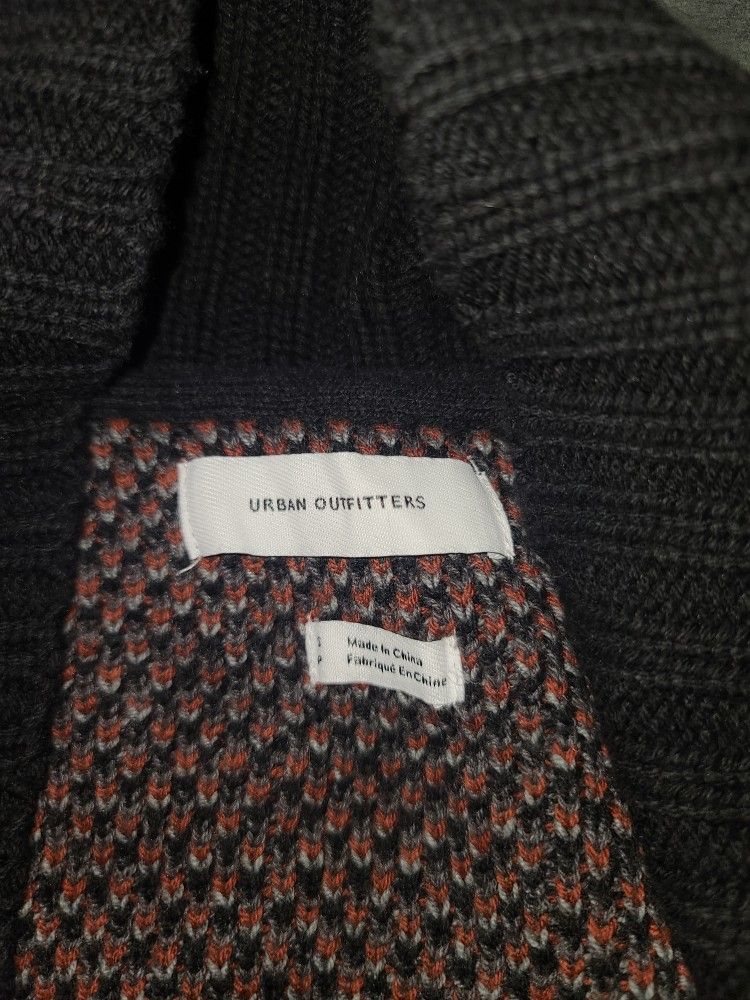 URBAN OUTFITTERS
S Made In China
P Fabriqué En Chine